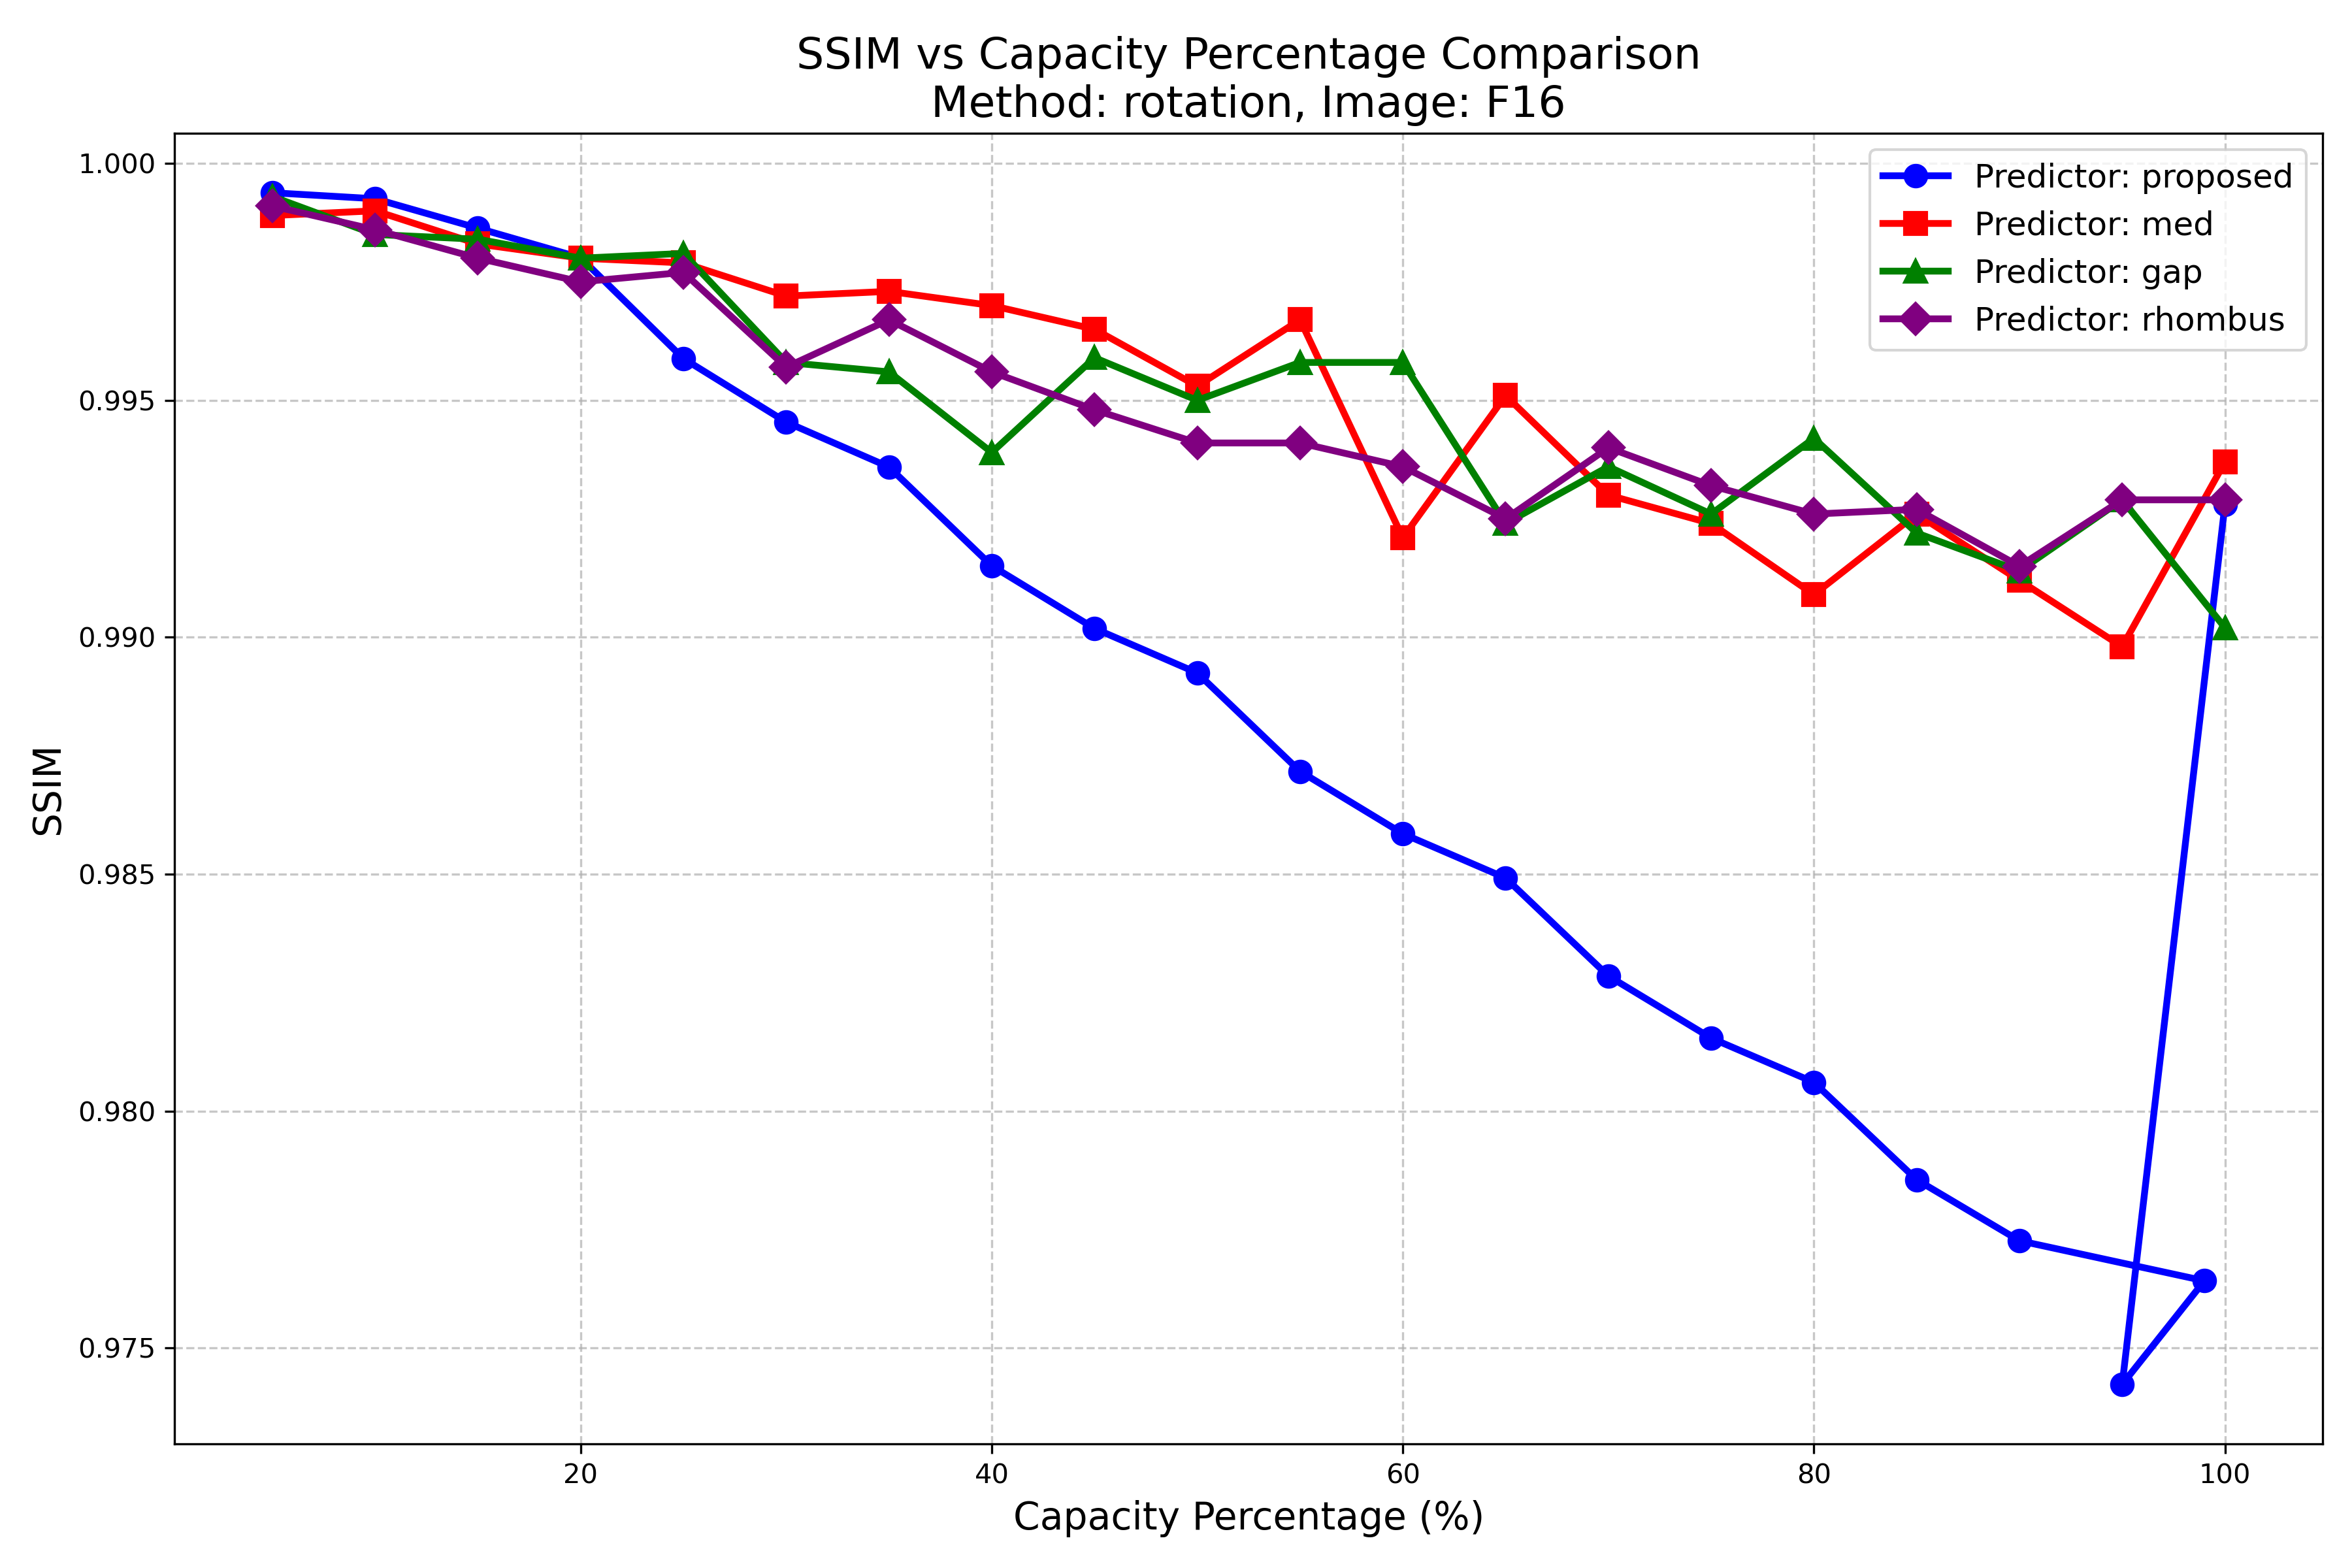 SSIM vs Capacity Percentage Comparison
Method: rotation, Image: F16
Predictor: proposed
Predictor: med
Predictor: gap
Predictor: rhombus
SSIM
1.000
0.995
0.990
0.985
0.980
0.975
20 40 60 80 100
Capacity Percentage (%)